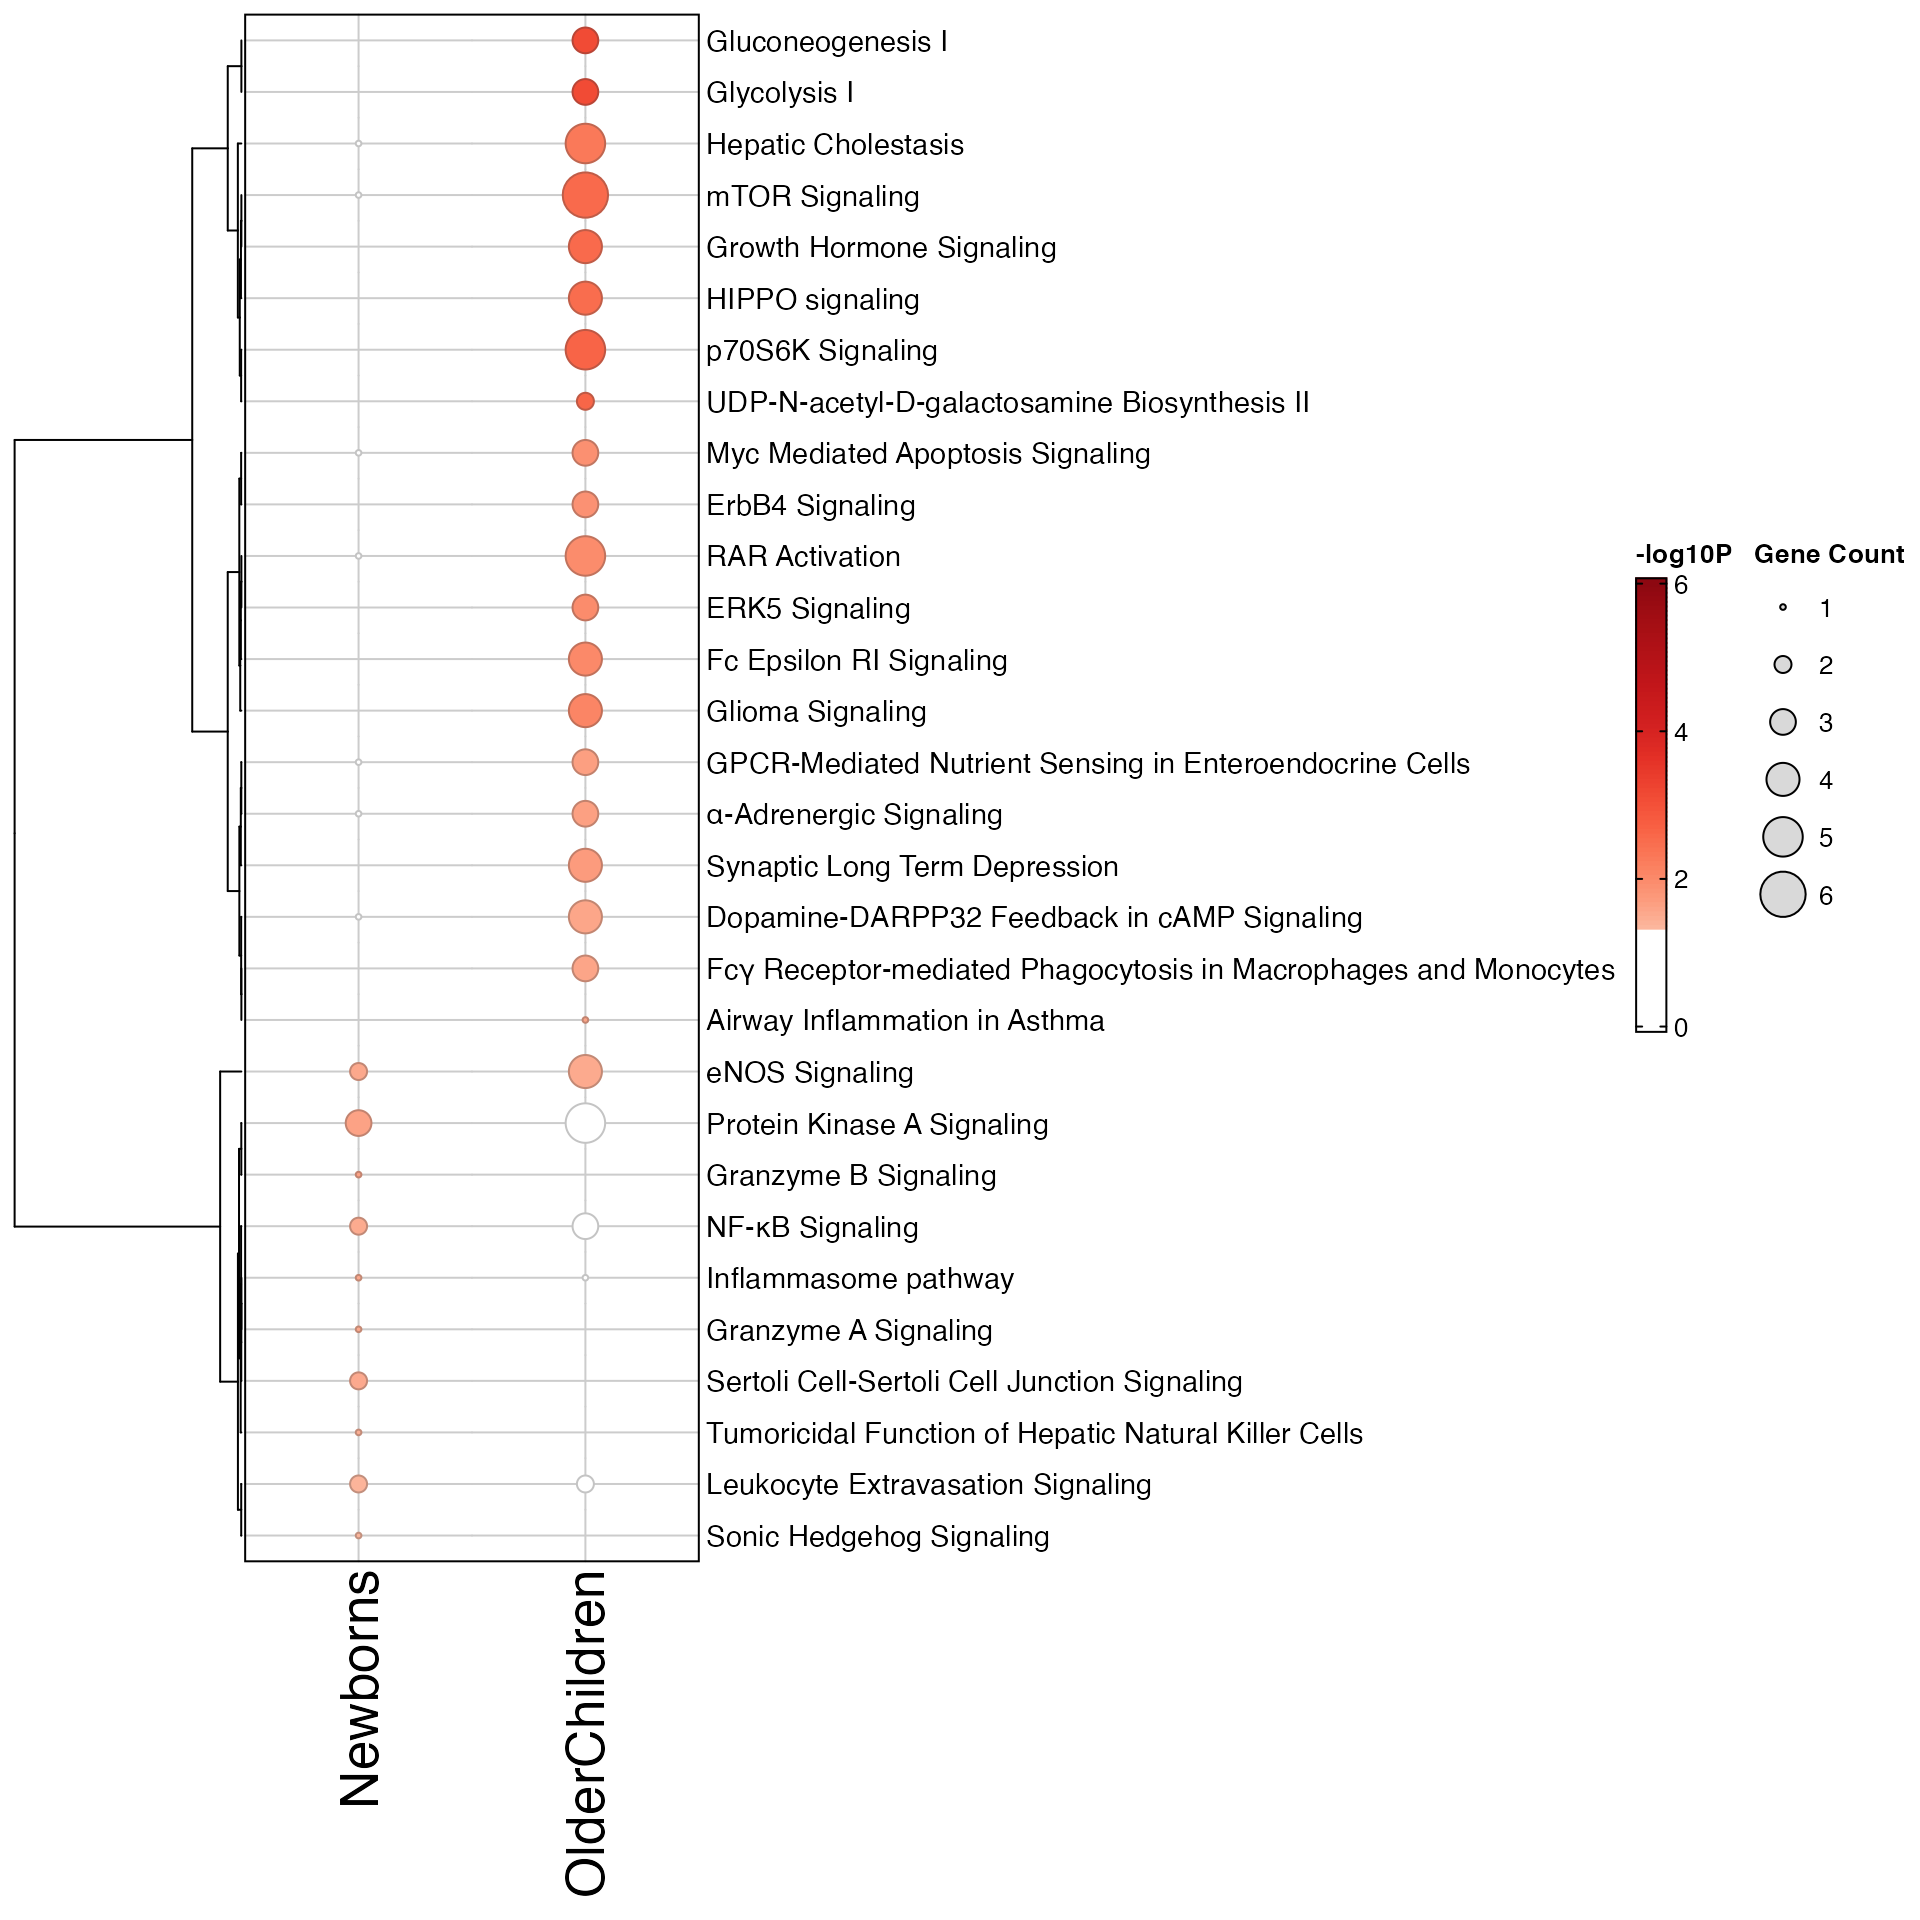 Gluconeogenesis I
Glycolysis I
Hepatic Cholestasis
mTOR Signaling
Growth Hormone Signaling
HIPPO signaling
p70S6K Signaling
UDP-N-acetyl-D-galactosamine Biosynthesis II
Myc Mediated Apoptosis Signaling
ErbB4 Signaling
RAR Activation
ERK5 Signaling
Fc Epsilon RI Signaling
Glioma Signaling
GPCR-Mediated Nutrient Sensing in Enteroendocrine Cells
α-Adrenergic Signaling
Synaptic Long Term Depression
Dopamine-DARPP32 Feedback in cAMP Signaling
Fcγ Receptor-mediated Phagocytosis in Macrophages and Monocytes
Airway Inflammation in Asthma
eNOS Signaling
Protein Kinase A Signaling
Granzyme B Signaling
NF-κB Signaling
Inflammasome pathway
Granzyme A Signaling
Sertoli Cell-Sertoli Cell Junction Signaling
Tumoricidal Function of Hepatic Natural Killer Cells
Leukocyte Extravasation Signaling
Sonic Hedgehog Signaling
Newborns
OlderChildren
-log10P
6
4
2
0
Gene Count
1
2
3
4
5
6